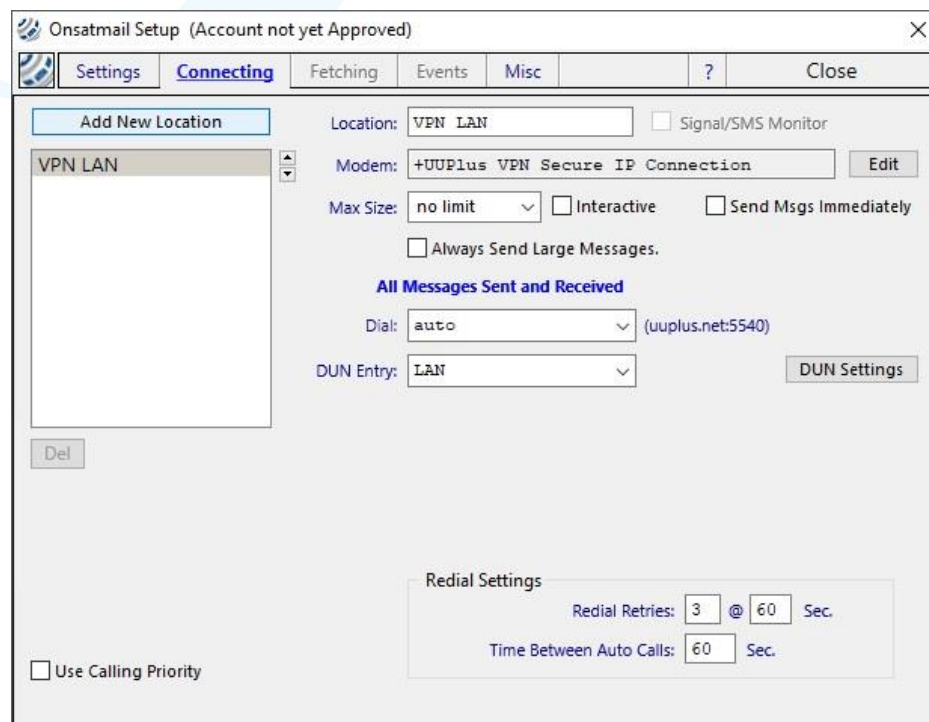 Onsatmail Setup (Account not yet Approved)
Settings Connecting Fetching Events Misc ? Close
Add New Location Location: VPN LAN Signal/SMS Monitor
VPN LAN Modem: +UUPlus VPN Secure IP Connection Edit
Max Size: no limit Interactive Send Msgs Immediately
Always Send Large Messages.
All Messages Sent and Received
Dial: auto (uuplus.net:5540)
DUN Entry: LAN DUN Settings
Del
Redial Settings
Redial Retries: 3 @ 60 Sec.
Time Between Auto Calls: 60 Sec.
Use Calling Priority